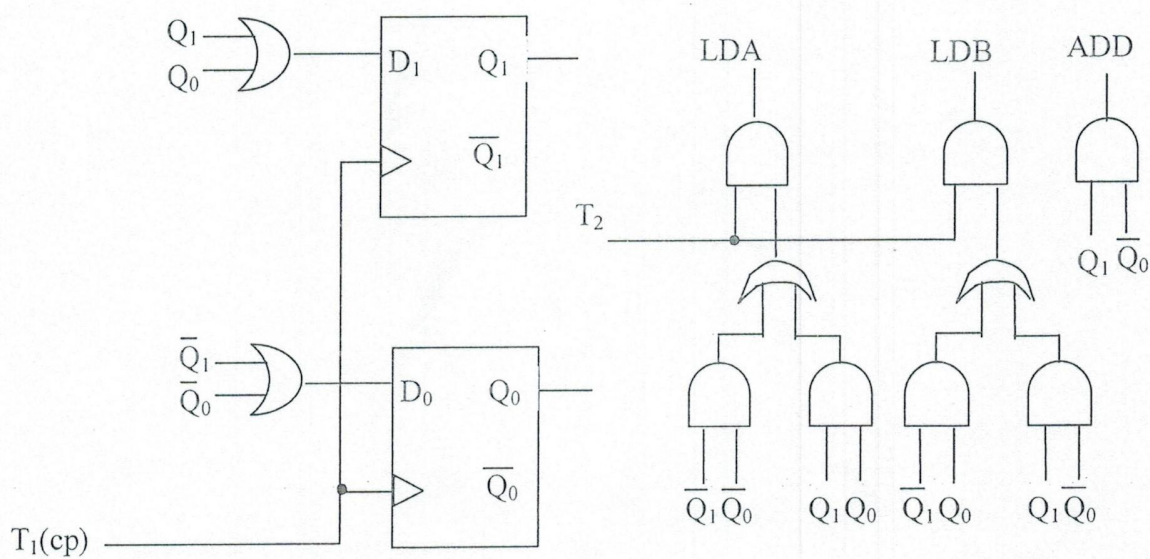 Q₁
Q₀
D₁
Q₁
Q̅₁
Q̅₁
Q̅₀
D₀
Q₀
Q̅₀
T₁(cp)
LDA
LDB
ADD
T₂
Q₁ Q̅₀
Q̅₁ Q̅₀
Q₁ Q₀
Q̅₁ Q₀
Q₁ Q̅₀